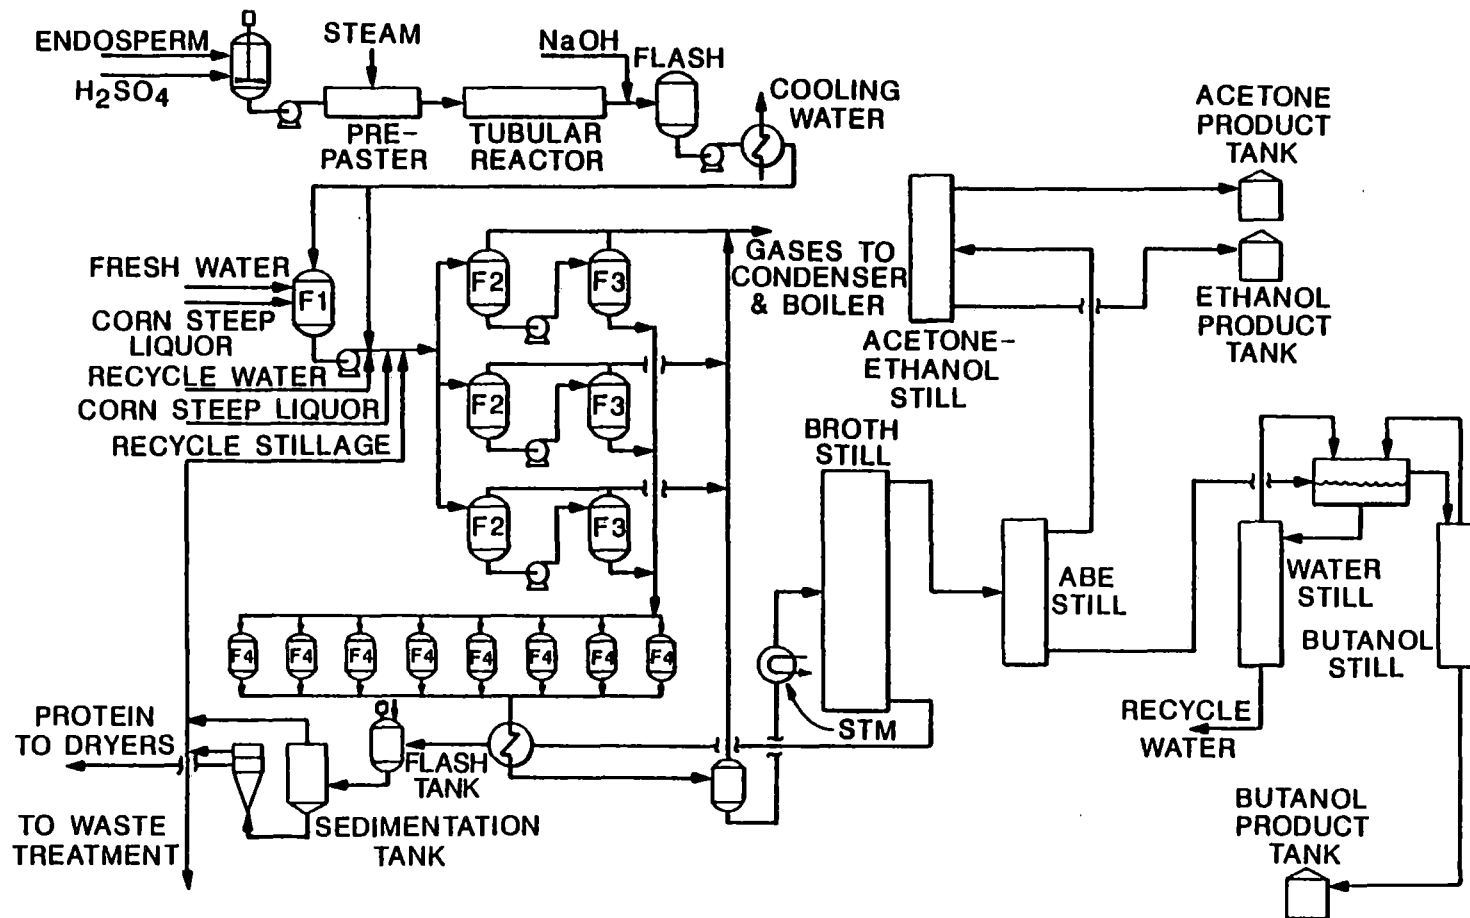 ENDOSPERM
H2SO4
STEAM
PRE-
PASTER
TUBULAR
REACTOR
NaOH
FLASH
COOLING
WATER
ACETONE
PRODUCT
TANK
ETHANOL
PRODUCT
TANK
FRESH WATER
F1
CORN STEEP
LIQUOR
RECYCLE WATER
CORN STEEP LIQUOR
RECYCLE STILLAGE
F2
F3
F2
F3
F2
F3
GASES TO
CONDENSER
& BOILER
ACETONE-
ETHANOL
STILL
BROTH
STILL
ABE
STILL
WATER
STILL
BUTANOL
STILL
RECYCLE
WATER
F4
F4
F4
F4
F4
F4
F4
F4
STM
PROTEIN
TO DRYERS
FLASH
TANK
SEDIMENTATION
TANK
TO WASTE
TREATMENT
BUTANOL
PRODUCT
TANK